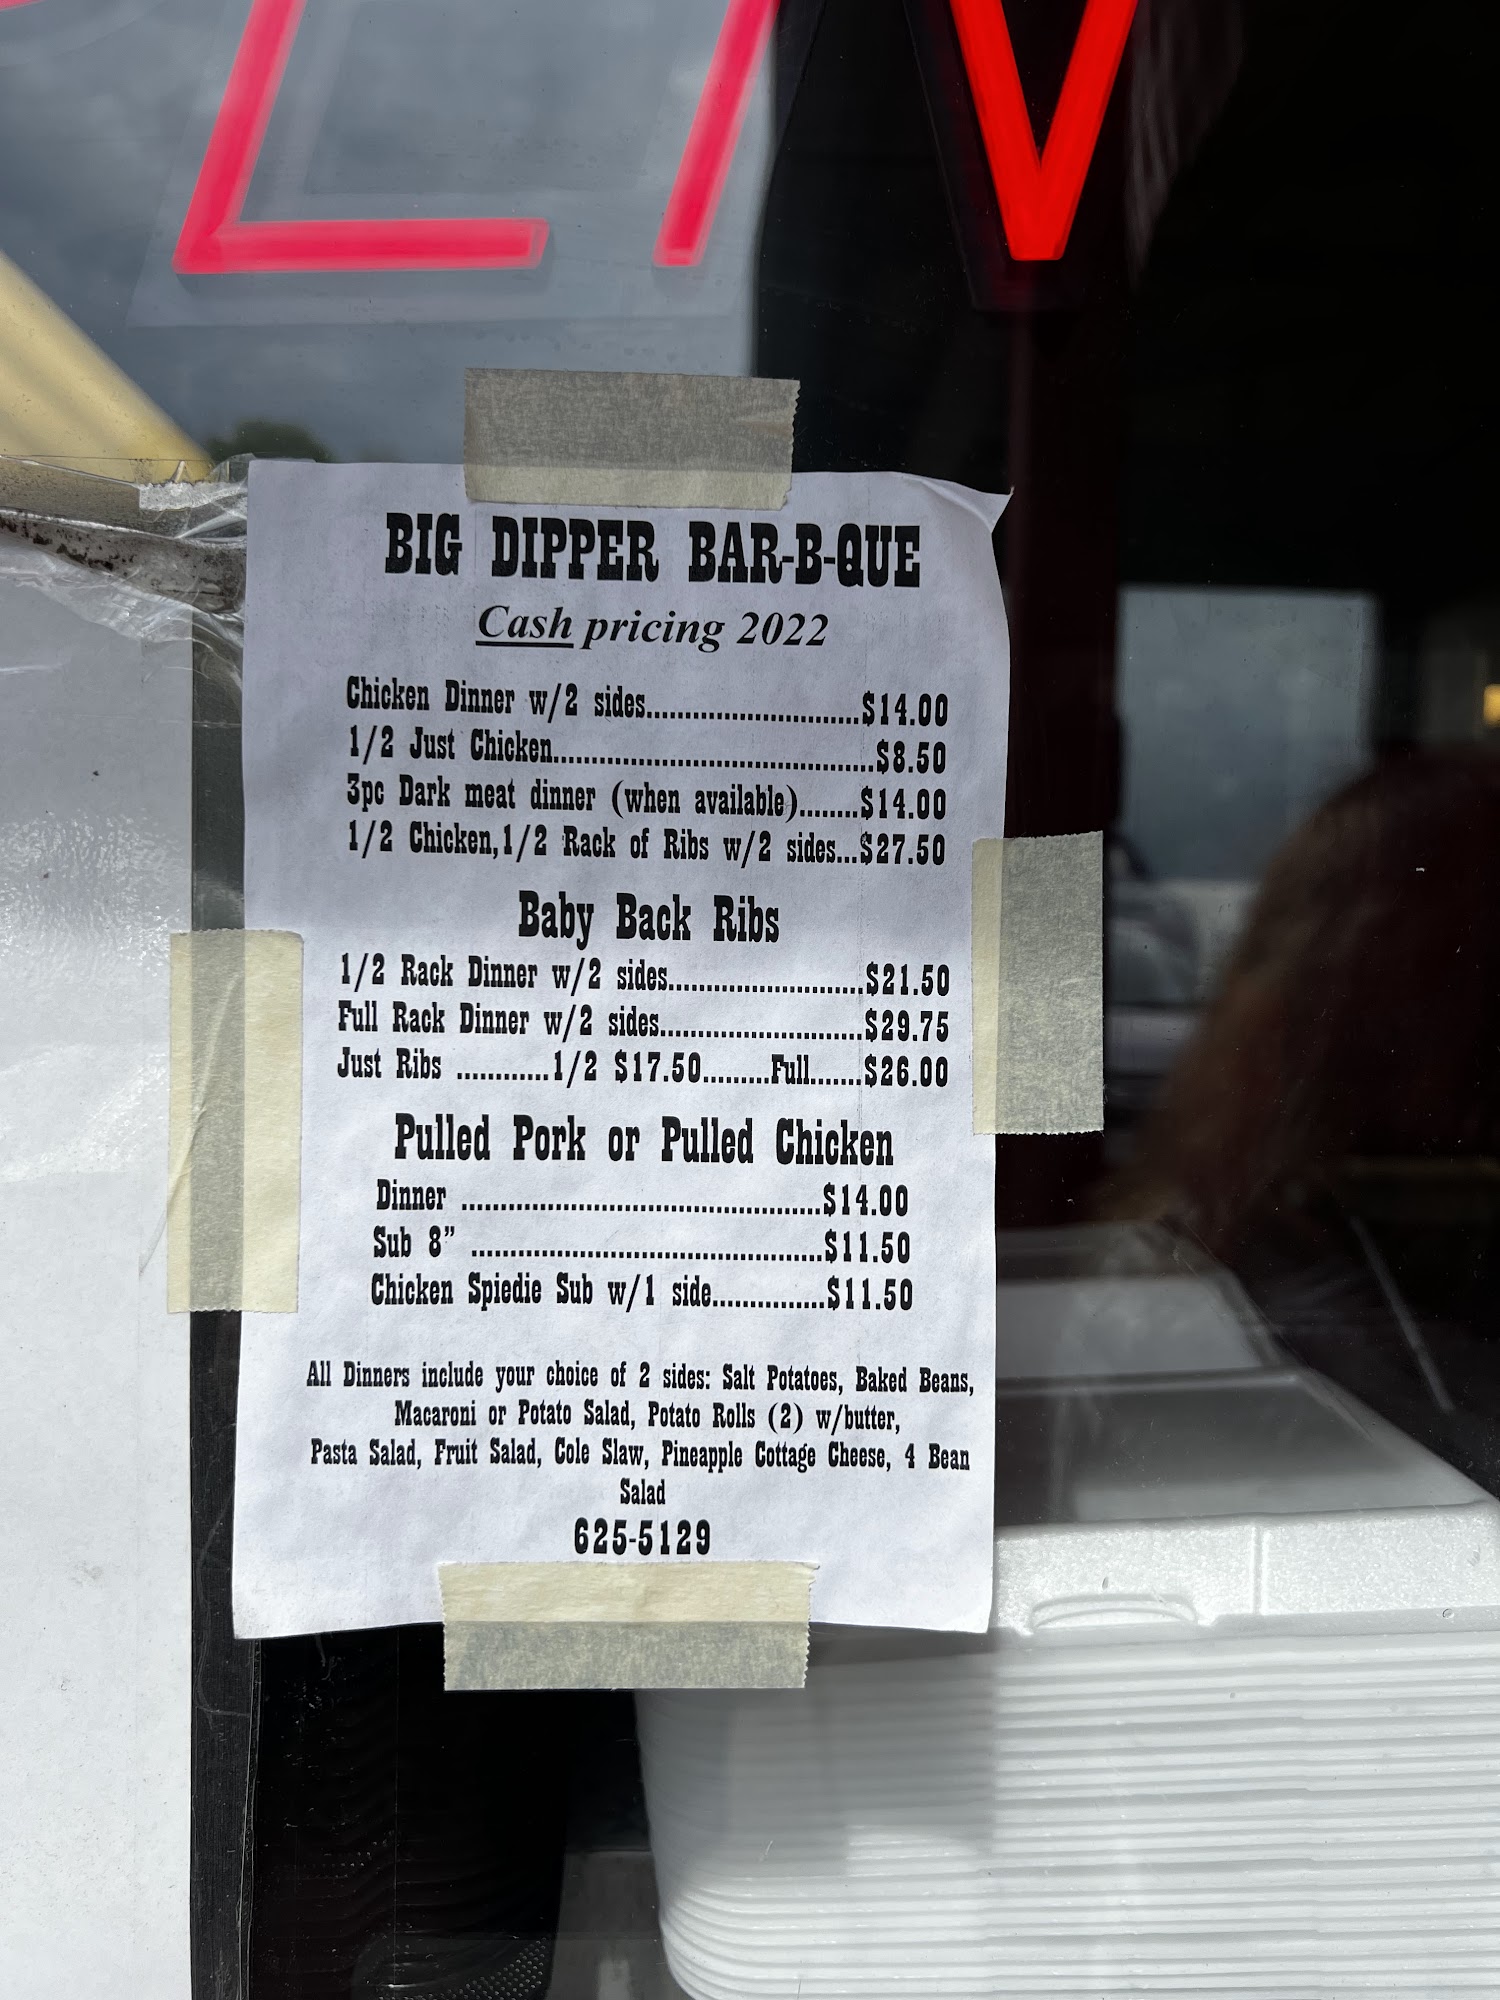 BIG DIPPER BAR-B-QUE
Cash pricing 2022
Chicken Dinner w/2 sides............................$14.00
1/2 Just Chicken..........................................$8.50
3pc Dark meat dinner (when available)........$14.00
1/2 Chicken,1/2 Rack of Ribs w/2 sides...$27.50
Baby Back Ribs
1/2 Rack Dinner w/2 sides..........................$21.50
Full Rack Dinner w/2 sides...........................$29.75
Just Ribs ............1/2 $17.50.........Full.......$26.00
Pulled Pork or Pulled Chicken
Dinner ...............................................$14.00
Sub 8” ..............................................$11.50
Chicken Spiedie Sub w/1 side...............$11.50
All Dinners include your choice of 2 sides: Salt Potatoes, Baked Beans,
Macaroni or Potato Salad, Potato Rolls (2) w/butter,
Pasta Salad, Fruit Salad, Cole Slaw, Pineapple Cottage Cheese, 4 Bean
Salad
625-5129